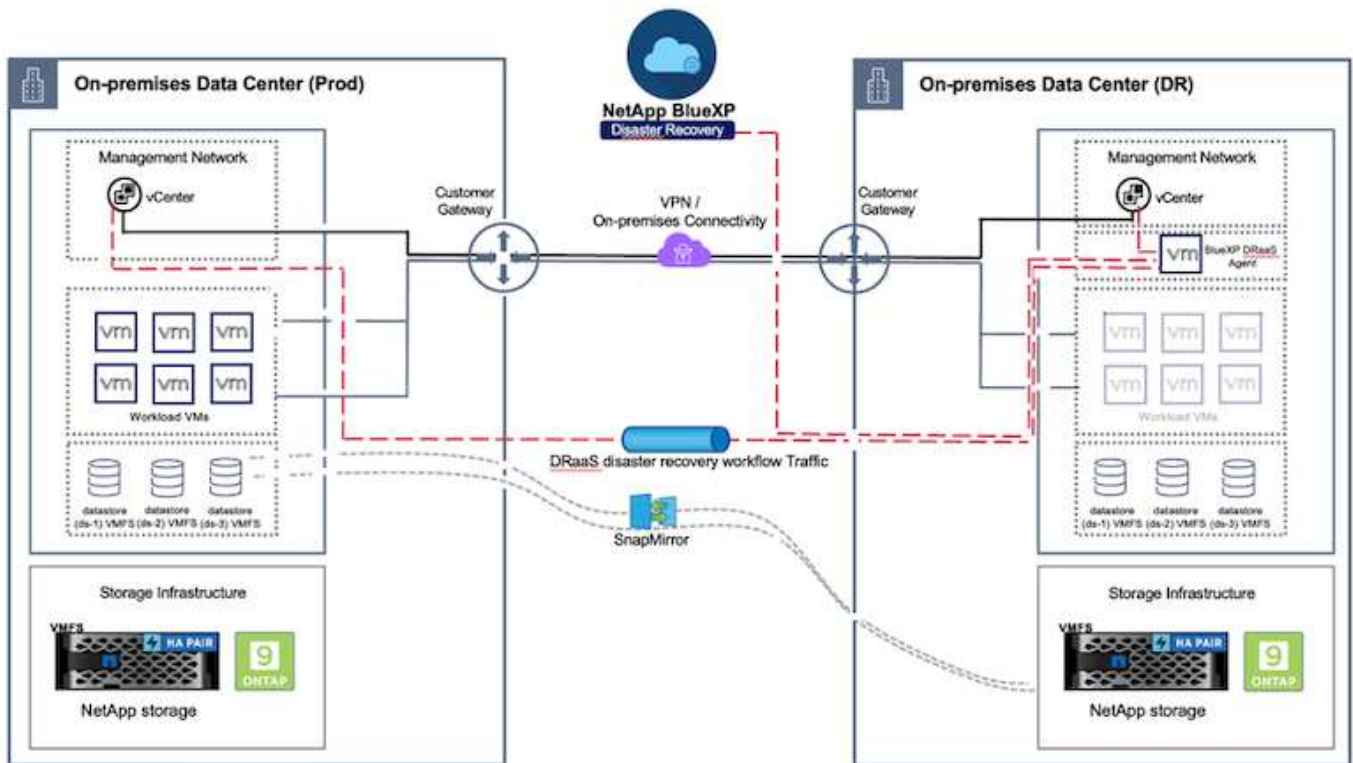 NetApp BlueXP
Disaster Recovery
On-premises Data Center (Prod)
Management Network
vCenter
vm
vm
vm
vm
vm
vm
Workload VMs
datastore
(ds-1) VMFS
datastore
(ds-2) VMFS
datastore
(ds-3) VMFS
Storage Infrastructure
VMFS
HA PAIR
9
ONTAP
NetApp storage
Customer
Gateway
VPN /
On-premises Connectivity
Customer
Gateway
DRaaS disaster recovery workflow Traffic
SnapMirror
On-premises Data Center (DR)
Management Network
vCenter
vm
BlueXP DRaaS
Agent
vm
vm
vm
vm
vm
vm
Workload VMs
datastore
(ds-1) VMFS
datastore
(ds-2) VMFS
datastore
(ds-3) VMFS
Storage Infrastructure
VMFS
HA PAIR
9
ONTAP
NetApp storage